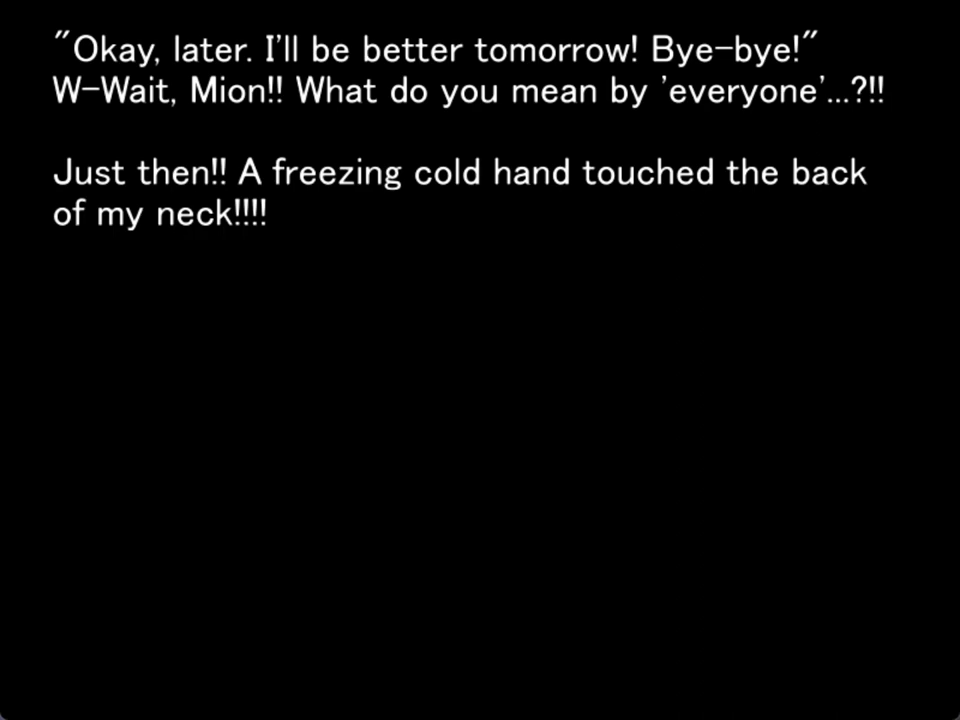 "Okay, later. I'll be better tomorrow! Bye-bye!"
W-Wait, Mion!! What do you mean by 'everyone'...?!!
Just then!! A freezing cold hand touched the back
of my neck!!!!